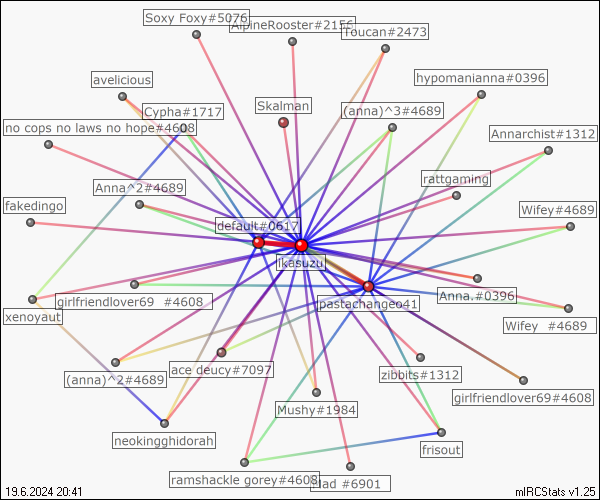 Soxy Foxy#5076
AlpineRooster#2156
Toucan#2473
avelicious
hypomanianna#0396
Skalman
Cypha#1717
(anna)^3#4689
no cops no laws no hope#4608
Annarchist#1312
rattgaming
Anna^2#4689
fakedingo
Wifey#4689
default#0617
ikasuzu
girlfriendlover69 #4608
pastachangeo41
Anna.#0396
xenoyaut
Wifey #4689
ace deucy#7097
(anna)^2#4689
zibbits#1312
girlfriendlover69#4608
Mushy#1984
neokingghidorah
frisout
ramshackle gorey#4608
#6901
19.6.2024 20:41
mIRCStats v1.25